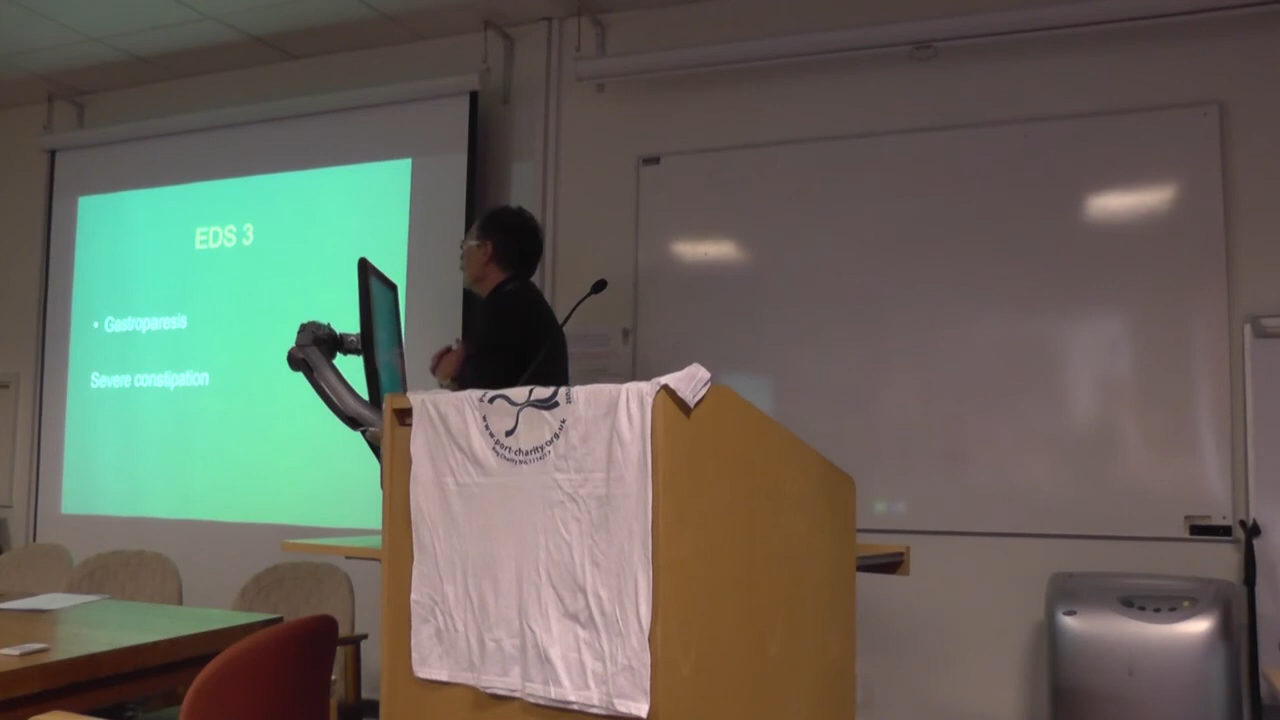 EDS 3
• Gastroparesis
Severe constipation
www.port-charity.org.uk